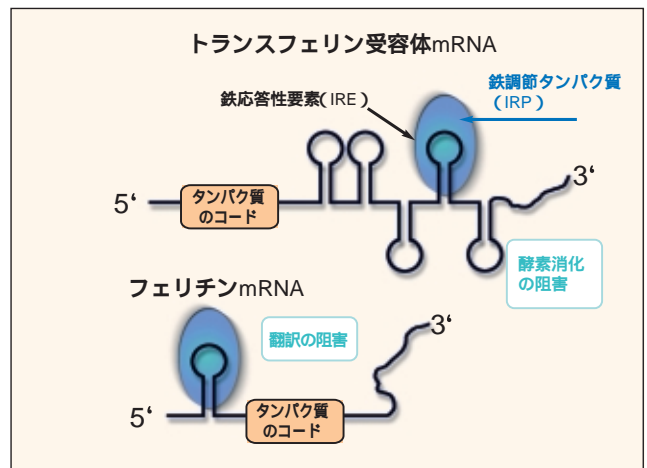 トランスフェリン受容体mRNA
鉄調節タンパク質
（IRP）
鉄応答性要素（IRE）
5‘
タンパク質
のコード
3‘
酵素消化
の阻害
フェリチンmRNA
翻訳の阻害
3‘
5‘
タンパク質
のコード